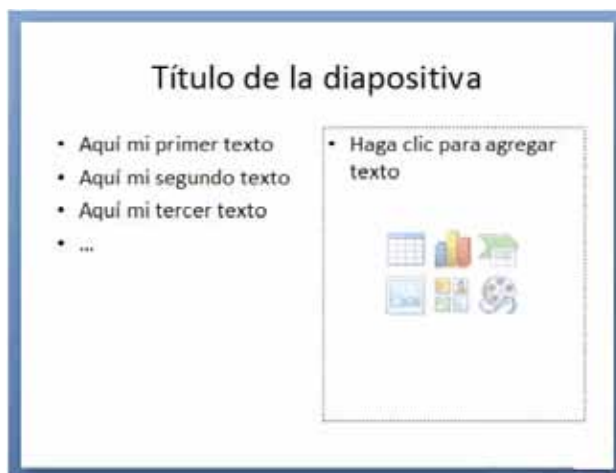 Título de la diapositiva
• Aquí mi primer texto
• Aquí mi segundo texto
• Aquí mi tercer texto
• ...
• Haga clic para agregar
texto